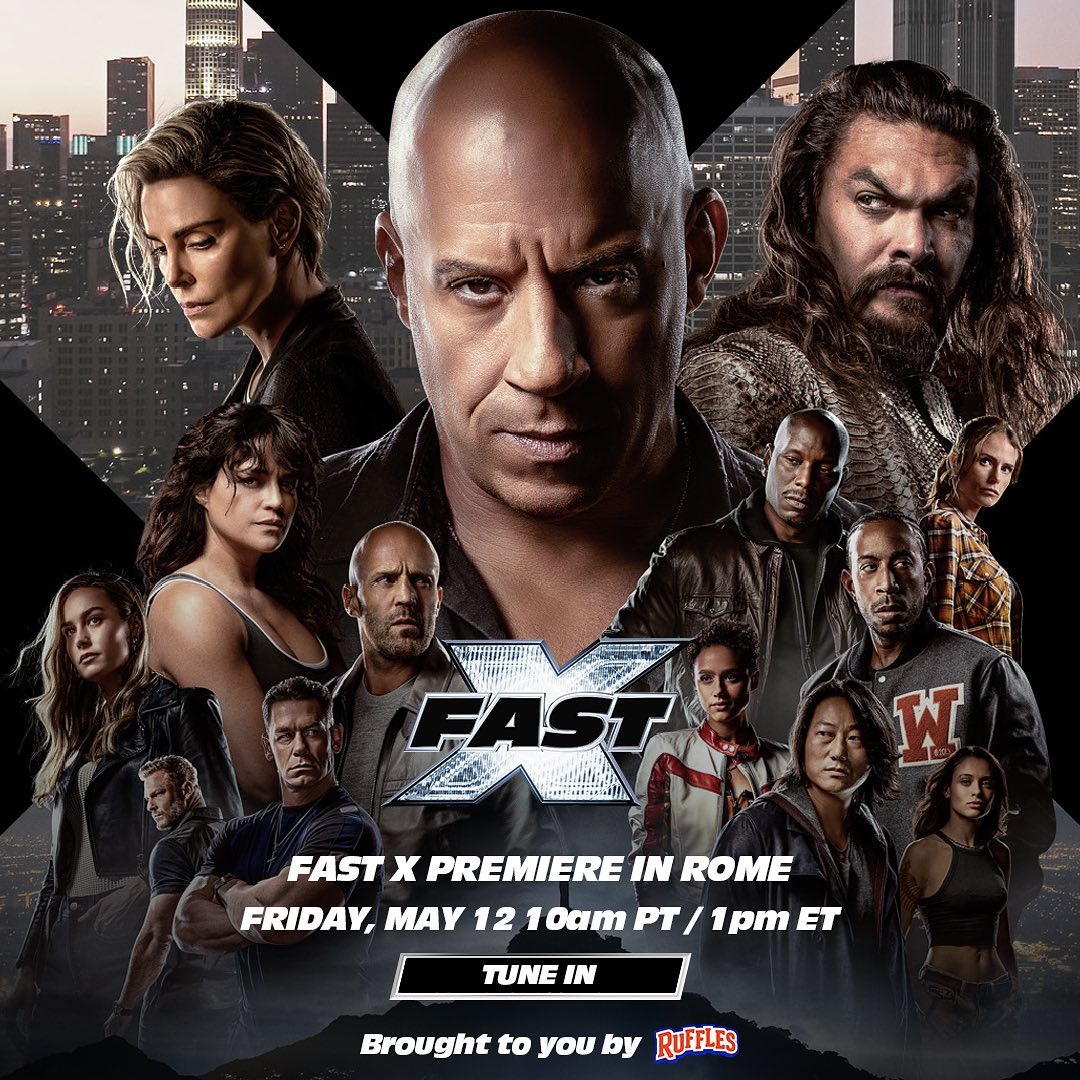 X
FAST
W
FAST X PREMIERE IN ROME
FRIDAY, MAY 12 10am PT / 1pm ET
TUNE IN
Brought to you by RUFFLES